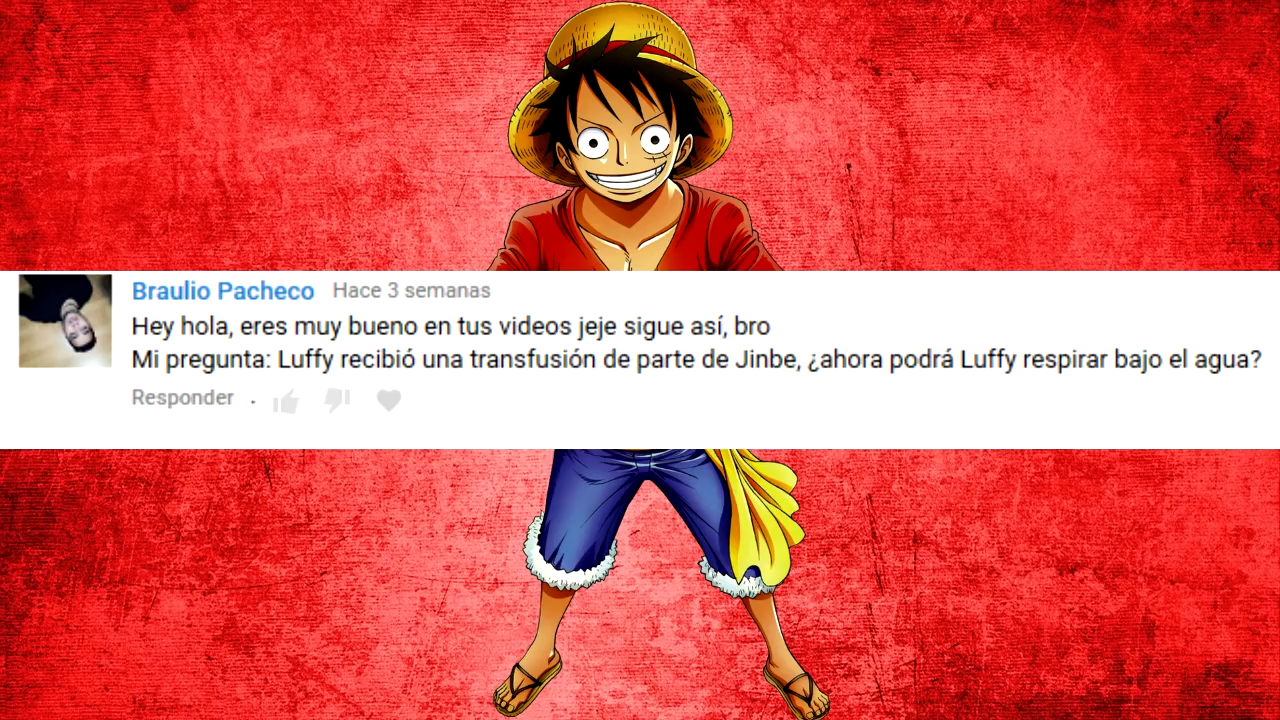 Braulio Pacheco Hace 3 semanas
Hey hola, eres muy bueno en tus videos jeje sigue así, bro
Mi pregunta: Luffy recibió una transfusión de parte de Jinbe, ¿ahora podrá Luffy respirar bajo el agua?
Responder .